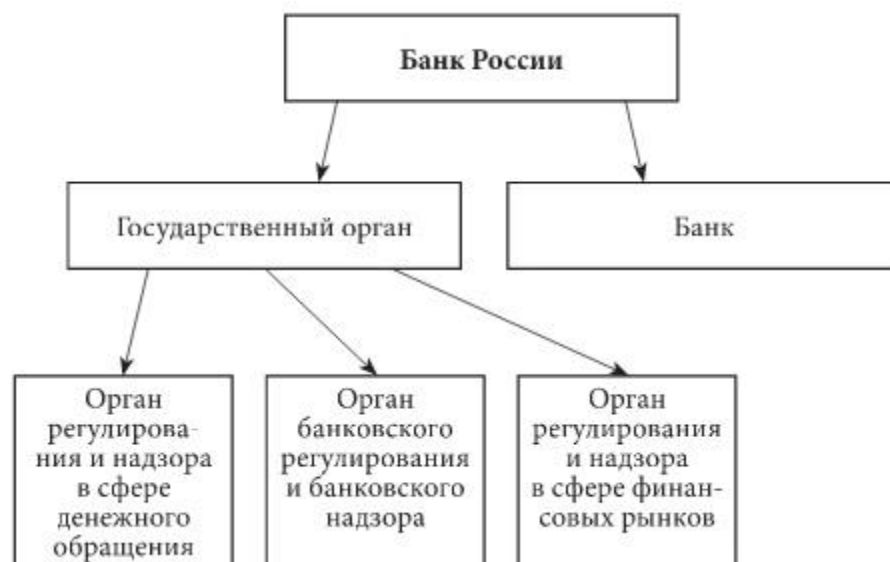 Банк России
Государственный орган
Банк
Орган
регулирова-
ния и надзора
в сфере
денежного
обращения
Орган
банковского
регулирования
и банковского
надзора
Орган
регулирования
и надзора
в сфере финан-
совых рынков